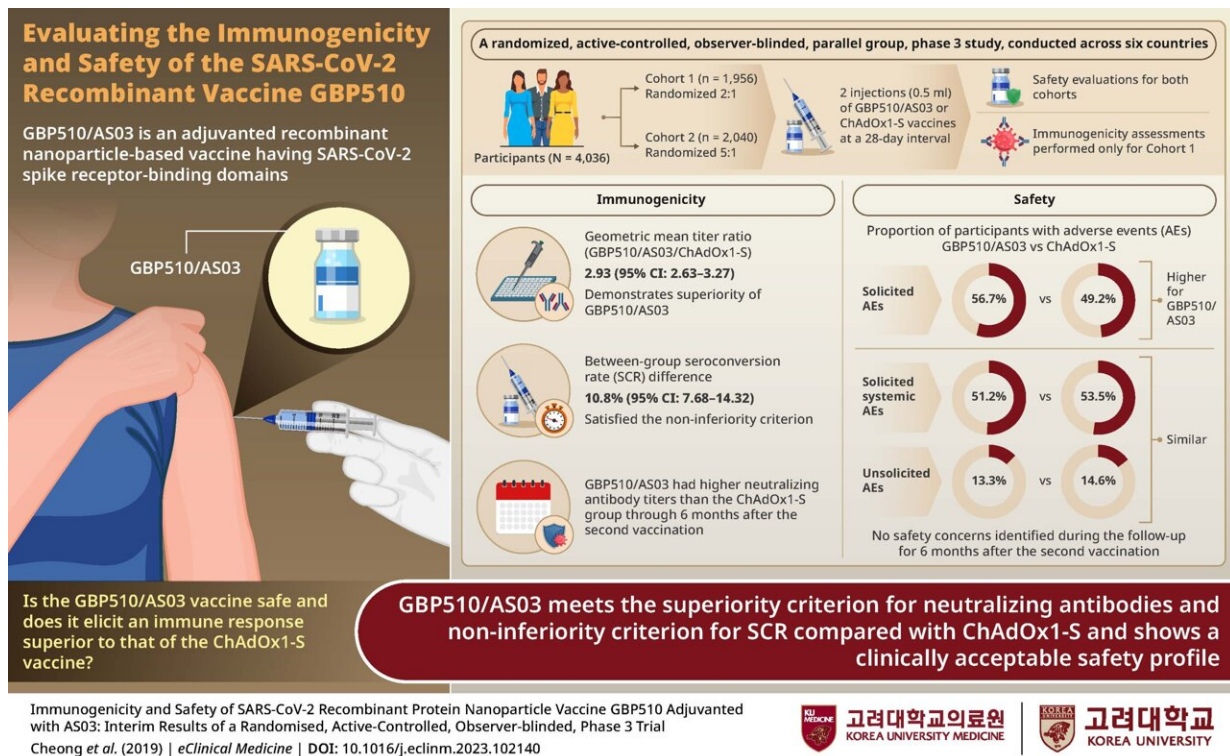 Evaluating the Immunogenicity
and Safety of the SARS-CoV-2
Recombinant Vaccine GBP510
GBP510/AS03 is an adjuvanted recombinant
nanoparticle-based vaccine having SARS-CoV-2
spike receptor-binding domains
GBP510/AS03
Is the GBP510/AS03 vaccine safe and
does it elicit an immune response
superior to that of the ChAdOx1-S
vaccine?
A randomized, active-controlled, observer-blinded, parallel group, phase 3 study, conducted across six countries
Participants (N = 4,036)
Cohort 1 (n = 1,956)
Randomized 2:1
Cohort 2 (n = 2,040)
Randomized 5:1
2 injections (0.5 ml)
of GBP510/AS03 or
ChAdOx1-S vaccines
at a 28-day interval
Safety evaluations for both
cohorts
Immunogenicity assessments
performed only for Cohort 1
Immunogenicity
Geometric mean titer ratio
(GBP510/AS03/ChAdOx1-S)
2.93 (95% CI: 2.63–3.27)
Demonstrates superiority of
GBP510/AS03
Between-group seroconversion
rate (SCR) difference
10.8% (95% CI: 7.68–14.32)
Satisfied the non-inferiority criterion
GBP510/AS03 had higher neutralizing
antibody titers than the ChAdOx1-S
group through 6 months after the
second vaccination
Safety
Proportion of participants with adverse events (AEs)
GBP510/AS03 vs ChAdOx1-S
Solicited
AEs
56.7%
vs
49.2%
Higher
for
GBP510/
AS03
Solicited
systemic
AEs
51.2%
vs
53.5%
Similar
Unsolicited
AEs
13.3%
vs
14.6%
No safety concerns identified during the follow-up
for 6 months after the second vaccination
GBP510/AS03 meets the superiority criterion for neutralizing antibodies and
non-inferiority criterion for SCR compared with ChAdOx1-S and shows a
clinically acceptable safety profile
Immunogenicity and Safety of SARS-CoV-2 Recombinant Protein Nanoparticle Vaccine GBP510 Adjuvanted
with AS03: Interim Results of a Randomised, Active-Controlled, Observer-blinded, Phase 3 Trial
Cheong et al. (2019) | eClinical Medicine | DOI: 10.1016/j.eclinm.2023.102140
KU
MEDICINE
고려대학교의료원
KOREA UNIVERSITY MEDICINE
KOREA
UNIVERSITY
고려대학교
KOREA UNIVERSITY